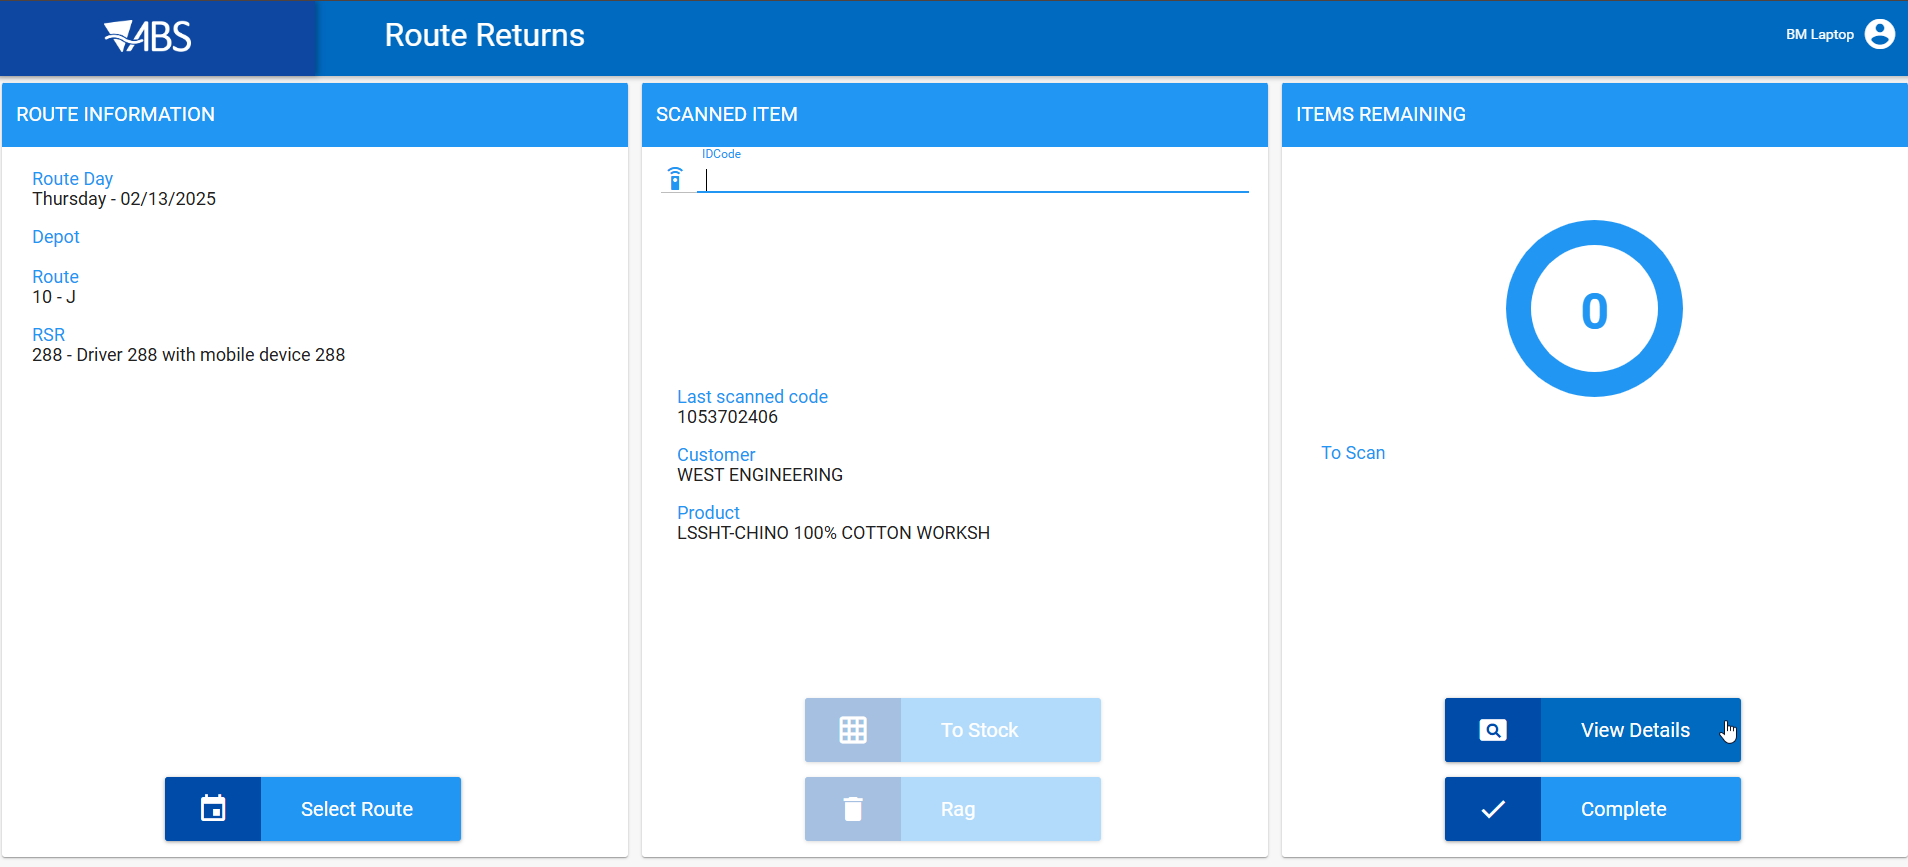 ABS
Route Returns
BM Laptop
ROUTE INFORMATION
Route Day
Thursday - 02/13/2025
Depot
Route
10 - J
RSR
288 - Driver 288 with mobile device 288
Select Route
SCANNED ITEM
IDCode
Last scanned code
1053702406
Customer
WEST ENGINEERING
Product
LSSHT-CHINO 100% COTTON WORKSH
To Stock
Rag
ITEMS REMAINING
0
To Scan
View Details
Complete